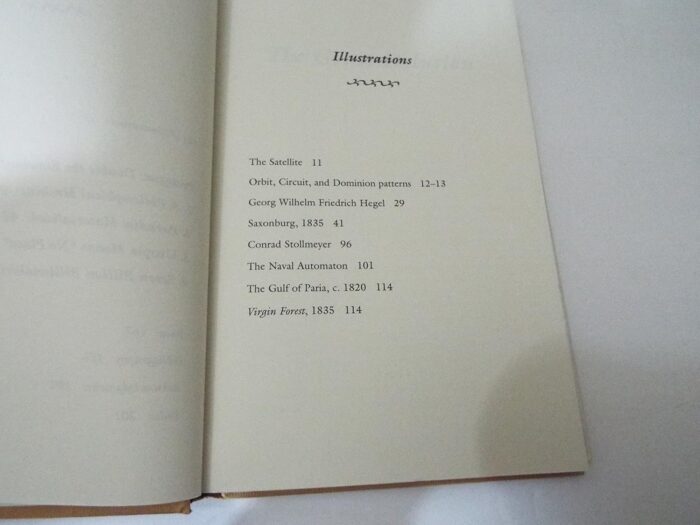 Illustrations
The Satellite 11
Orbit, Circuit, and Dominion patterns 12–13
Georg Wilhelm Friedrich Hegel 29
Saxonburg, 1835 41
Conrad Stollmeyer 96
The Naval Automaton 101
The Gulf of Paria, c. 1820 114
Virgin Forest, 1835 114